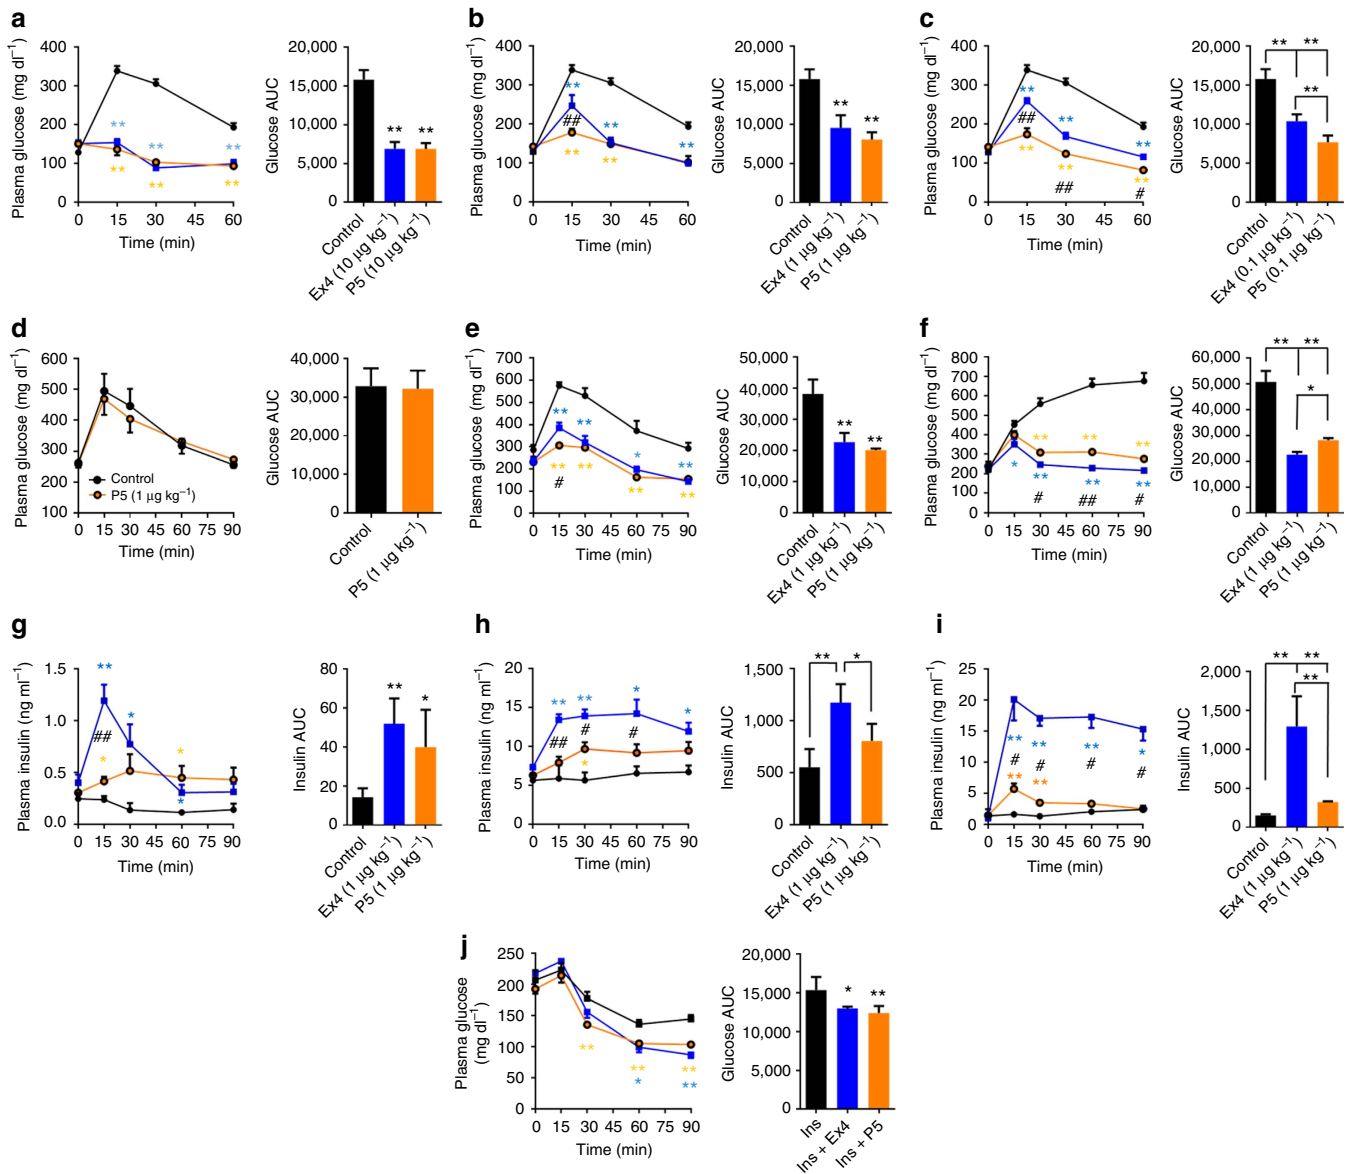 a
Plasma glucose (mg dl⁻¹)
400
300
200
100
0
**
**
**
**
**
**
0 15 30 45 60
Time (min)
Glucose AUC
20,000
15,000
10,000
5,000
0
** **
Control
Ex4 (10 µg kg⁻¹)
P5 (10 µg kg⁻¹)
b
Plasma glucose (mg dl⁻¹)
400
300
200
100
0
**
##
**
**
**
**
0 15 30 45 60
Time (min)
Glucose AUC
20,000
15,000
10,000
5,000
0
** **
Control
Ex4 (1 µg kg⁻¹)
P5 (1 µg kg⁻¹)
c
Plasma glucose (mg dl⁻¹)
400
300
200
100
0
**
##
**
**
**
##
**
**
#
0 15 30 45 60
Time (min)
Glucose AUC
20,000
15,000
10,000
5,000
0
** **
**
Control
Ex4 (0.1 µg kg⁻¹)
P5 (0.1 µg kg⁻¹)
d
Plasma glucose (mg dl⁻¹)
600
500
400
300
200
100
Control
P5 (1 µg kg⁻¹)
0 15 30 45 60 75 90
Time (min)
Glucose AUC
40,000
30,000
20,000
10,000
0
Control
P5 (1 µg kg⁻¹)
e
Plasma glucose (mg dl⁻¹)
700
600
500
400
300
200
100
0
**
**
#
**
**
*
**
**
**
0 15 30 45 60 75 90
Time (min)
Glucose AUC
50,000
40,000
30,000
20,000
10,000
0
** **
Control
Ex4 (1 µg kg⁻¹)
P5 (1 µg kg⁻¹)
f
Plasma glucose (mg dl⁻¹)
800
700
600
500
400
300
200
100
0
*
**
**
#
**
**
##
**
**
#
0 15 30 45 60 75 90
Time (min)
Glucose AUC
60,000
50,000
40,000
30,000
20,000
10,000
0
** **
*
Control
Ex4 (1 µg kg⁻¹)
P5 (1 µg kg⁻¹)
g
Plasma insulin (ng ml⁻¹)
1.5
1.0
0.5
0.0
**
##
*
*
*
*
0 15 30 45 60 75 90
Time (min)
Insulin AUC
80
60
40
20
0
** *
Control
Ex4 (1 µg kg⁻¹)
P5 (1 µg kg⁻¹)
h
Plasma insulin (ng ml⁻¹)
20
15
10
5
0
**
##
**
#
*
*
#
*
0 15 30 45 60 75 90
Time (min)
Insulin AUC
1,500
1,000
500
0
** *
Control
Ex4 (1 µg kg⁻¹)
P5 (1 µg kg⁻¹)
i
Plasma insulin (ng ml⁻¹)
25
20
15
10
5
0
**
#
**
**
#
**
**
#
*
#
0 15 30 45 60 75 90
Time (min)
Insulin AUC
2,000
1,500
1,000
500
0
** **
**
Control
Ex4 (1 µg kg⁻¹)
P5 (1 µg kg⁻¹)
j
Plasma glucose
(mg dl⁻¹)
250
200
150
100
50
0
**
**
*
**
**
0 15 30 45 60 75 90
Time (min)
Glucose AUC
20,000
15,000
10,000
5,000
0
* **
Ins
Ins + Ex4
Ins + P5